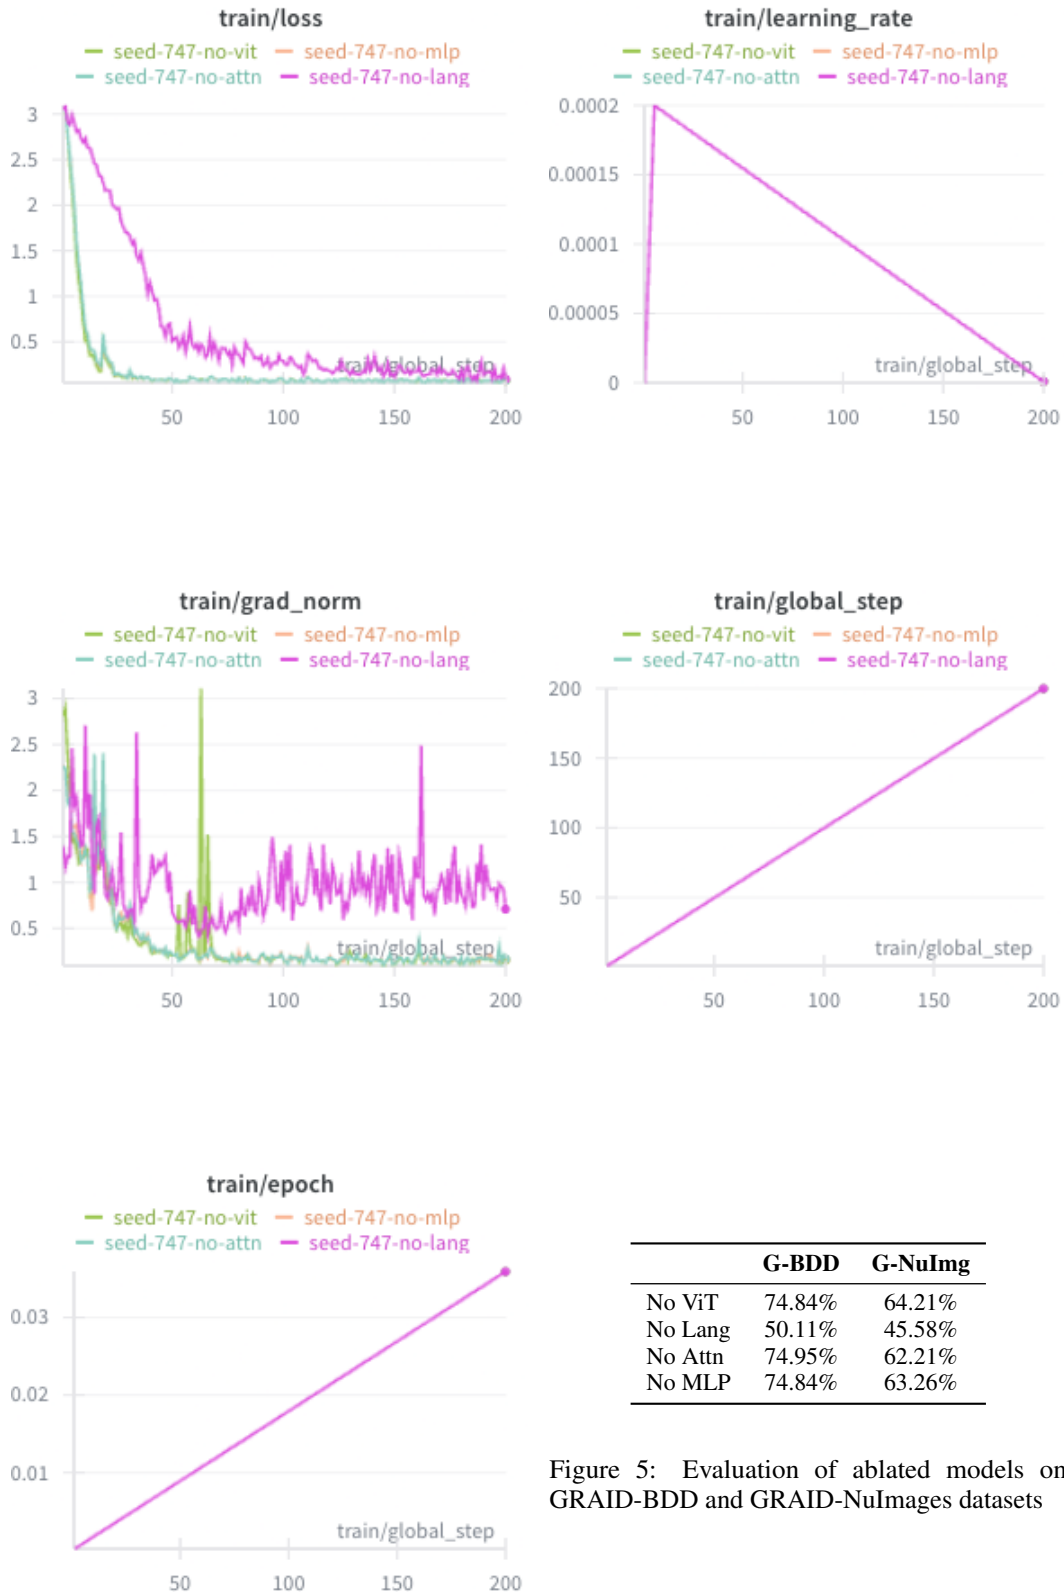 train/loss
seed-747-no-vit seed-747-no-mlp
seed-747-no-attn seed-747-no-lang
3
2.5
2
1.5
1
0.5
train/global_step
50 100 150 200
train/learning_rate
seed-747-no-vit seed-747-no-mlp
seed-747-no-attn seed-747-no-lang
0.0002
0.00015
0.0001
0.00005
0
train/global_step
50 100 150 200
train/grad_norm
seed-747-no-vit seed-747-no-mlp
seed-747-no-attn seed-747-no-lang
3
2.5
2
1.5
1
0.5
train/global_step
50 100 150 200
train/global_step
seed-747-no-vit seed-747-no-mlp
seed-747-no-attn seed-747-no-lang
200
150
100
50
train/global_step
50 100 150 200
train/epoch
seed-747-no-vit seed-747-no-mlp
seed-747-no-attn seed-747-no-lang
0.03
0.02
0.01
train/global_step
50 100 150 200
G-BDD G-NuImg
No ViT 74.84% 64.21%
No Lang 50.11% 45.58%
No Attn 74.95% 62.21%
No MLP 74.84% 63.26%
Figure 5: Evaluation of ablated models on
GRAID-BDD and GRAID-NuImages datasets